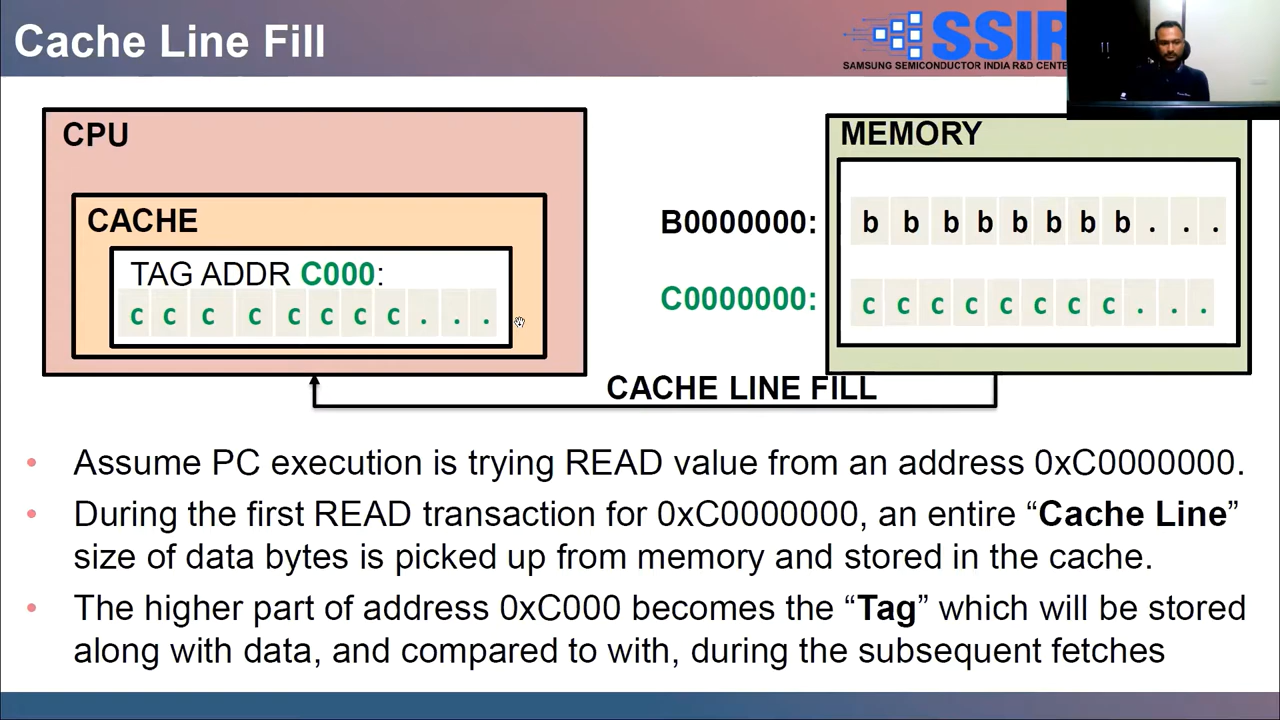 Cache Line Fill
SSIR
SAMSUNG SEMICONDUCTOR INDIA R&D CENTE
CPU
CACHE
TAG ADDR C000:
c c c c c c c c . . .
MEMORY
B0000000: b b b b b b b b . . .
C0000000: c c c c c c c c . . .
CACHE LINE FILL
• Assume PC execution is trying READ value from an address 0xC0000000.
• During the first READ transaction for 0xC0000000, an entire “Cache Line”
size of data bytes is picked up from memory and stored in the cache.
• The higher part of address 0xC000 becomes the “Tag” which will be stored
along with data, and compared to with, during the subsequent fetches